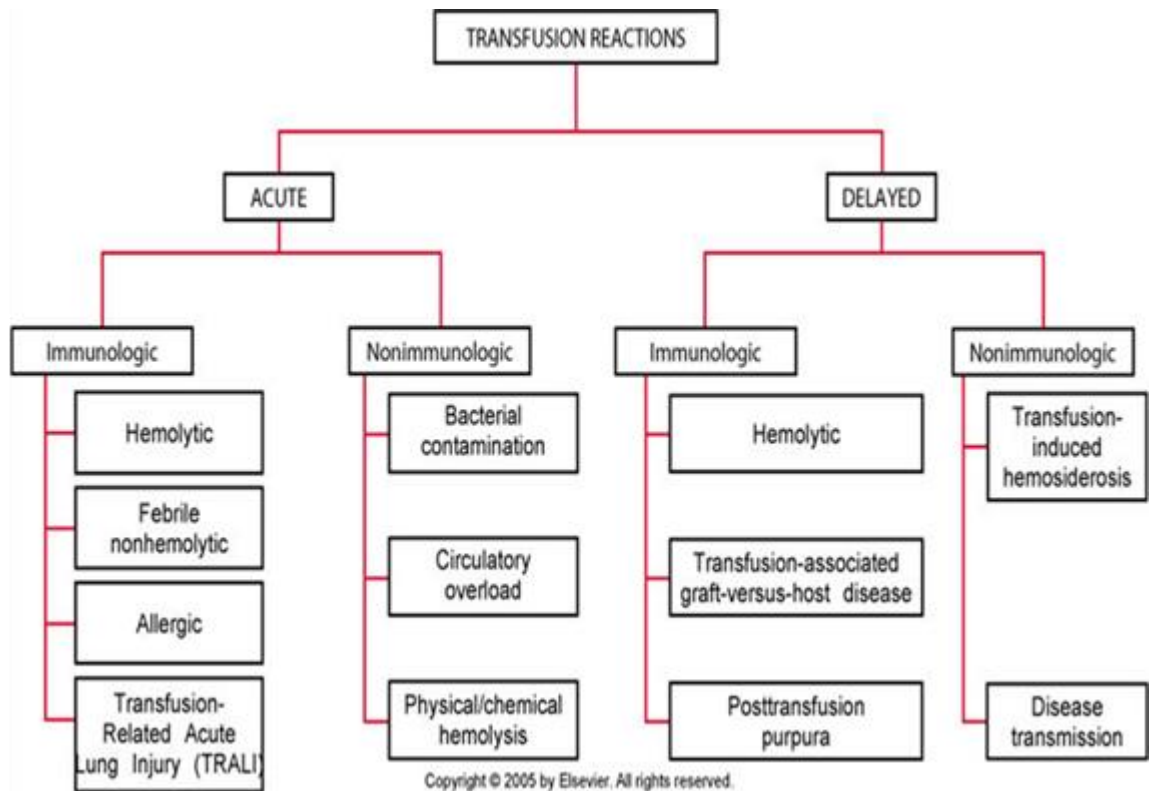 TRANSFUSION REACTIONS
ACUTE
DELAYED
Immunologic
Nonimmunologic
Immunologic
Nonimmunologic
Hemolytic
Febrile
nonhemolytic
Allergic
Transfusion-
Related Acute
Lung Injury (TRALI)
Bacterial
contamination
Circulatory
overload
Physical/chemical
hemolysis
Hemolytic
Transfusion-associated
graft-versus-host disease
Posttransfusion
purpura
Transfusion-
induced
hemosiderosis
Disease
transmission
Copyright © 2005 by Elsevier. All rights reserved.